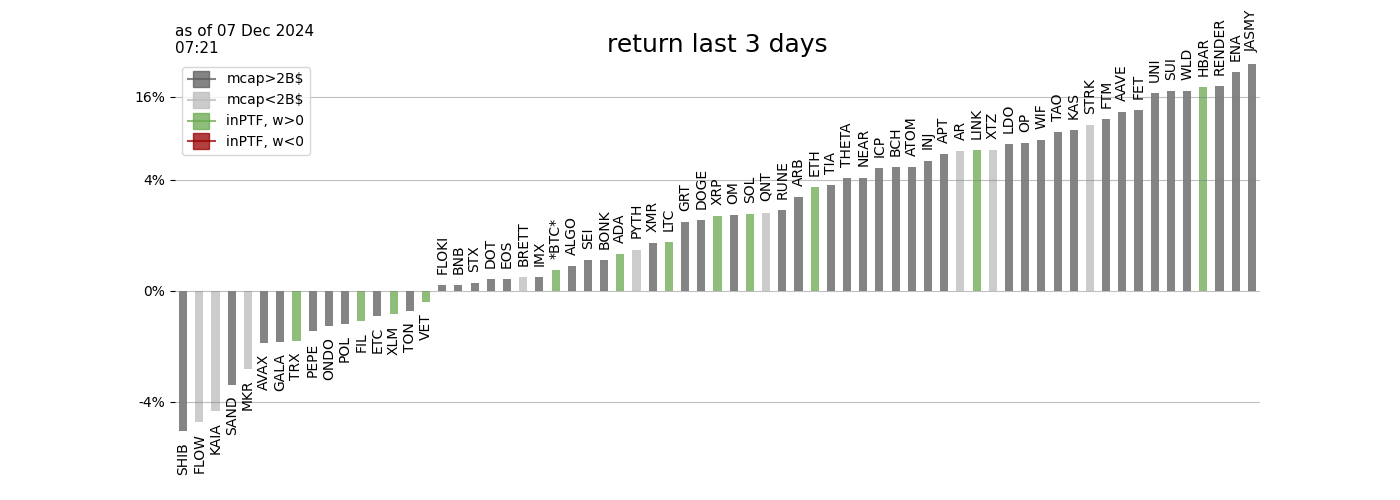 as of 07 Dec 2024
07:21
return last 3 days
mcap>2B$
mcap<2B$
inPTF, w>0
inPTF, w<0
16%
4%
0%
-4%
SHIB
FLOW
KAIA
SAND
MKR
AVAX
GALA
TRX
PEPE
ONDO
POL
FIL
ETC
XLM
TON
VET
FLOKI
BNB
STX
DOT
EOS
BRETT
IMX
*BTC*
ALGO
SEI
BONK
ADA
PYTH
XMR
LTC
GRT
DOGE
XRP
OM
SOL
QNT
RUNE
ARB
ETH
TIA
THETA
NEAR
ICP
BCH
ATOM
INJ
APT
AR
LINK
XTZ
LDO
OP
WIF
TAO
KAS
STRK
FTM
AAVE
FET
UNI
SUI
WLD
HBAR
RENDER
ENA
JASMY